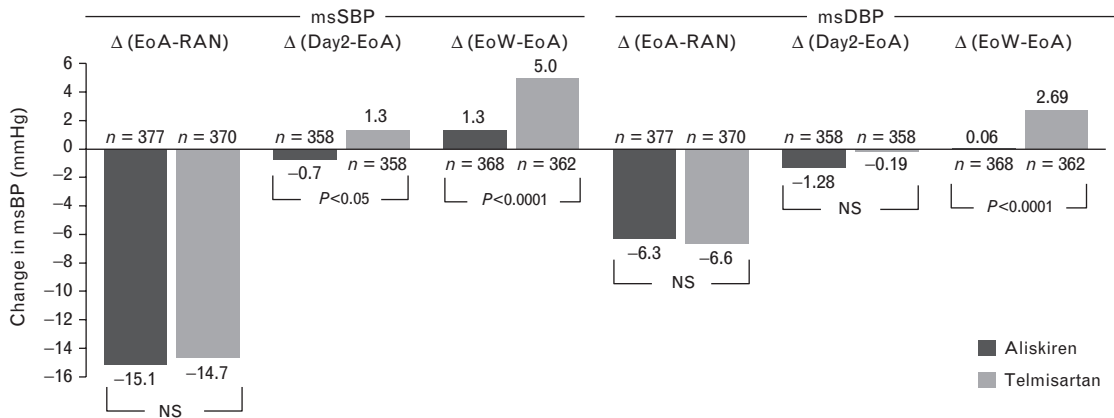 msSBP msDBP
Δ (EoA-RAN) Δ (Day2-EoA) Δ (EoW-EoA) Δ (EoA-RAN) Δ (Day2-EoA) Δ (EoW-EoA)
Change in msBP (mmHg)
6
4
2
0
−2
−4
−6
−8
−10
−12
−14
−16
5.0
2.69
1.3 1.3 0.06
n = 377 n = 370 n = 358 n = 377 n = 370 n = 358 n = 358
−0.7 n = 358 n = 368 n = 362 −1.28 −0.19 n = 368 n = 362
P<0.05 P<0.0001 NS P<0.0001
−6.3 −6.6
NS
−15.1 −14.7
NS
Aliskiren
Telmisartan